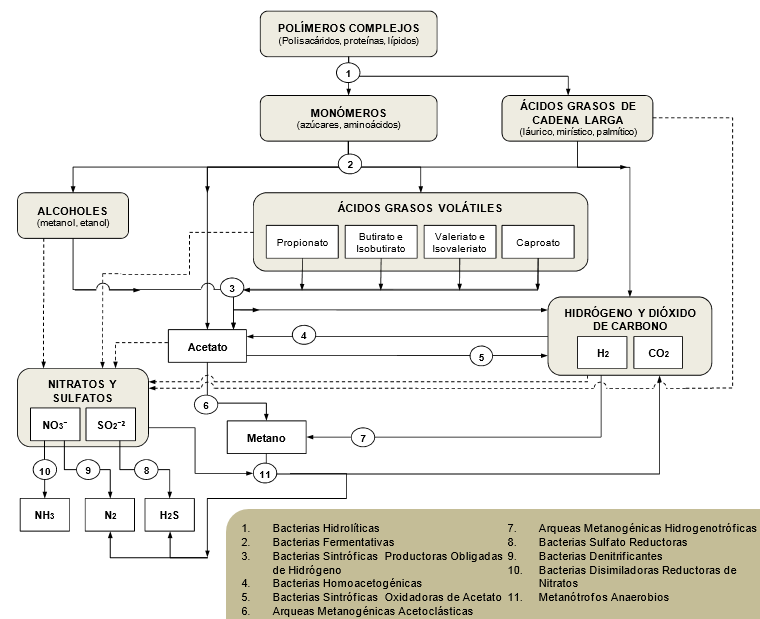 POLÍMEROS COMPLEJOS
(Polisacáridos, proteínas, lípidos)
1
MONÓMEROS
(azúcares, aminoácidos)
ÁCIDOS GRASOS DE
CADENA LARGA
(láurico, mirístico, palmítico)
2
ALCOHOLES
(metanol, etanol)
ÁCIDOS GRASOS VOLÁTILES
Propionato
Butirato e
Isobutirato
Valeriato e
Isovaleriato
Caproato
3
HIDRÓGENO Y DIÓXIDO
DE CARBONO
H2
CO2
4
Acetato
5
NITRATOS Y
SULFATOS
NO3⁻
SO2⁻²
6
Metano
7
10
9
8
11
NH3
N2
H2S
1. Bacterias Hidrolíticas
2. Bacterias Fermentativas
3. Bacterias Sintróficas Productoras Obligadas
de Hidrógeno
4. Bacterias Homoacetogénicas
5. Bacterias Sintróficas Oxidadoras de Acetato
6. Arqueas Metanogénicas Acetoclásticas
7. Arqueas Metanogénicas Hidrogenotróficas
8. Bacterias Sulfato Reductoras
9. Bacterias Denitrificantes
10. Bacterias Disimiladoras Reductoras de
Nitratos
11. Metanótrofos Anaerobios